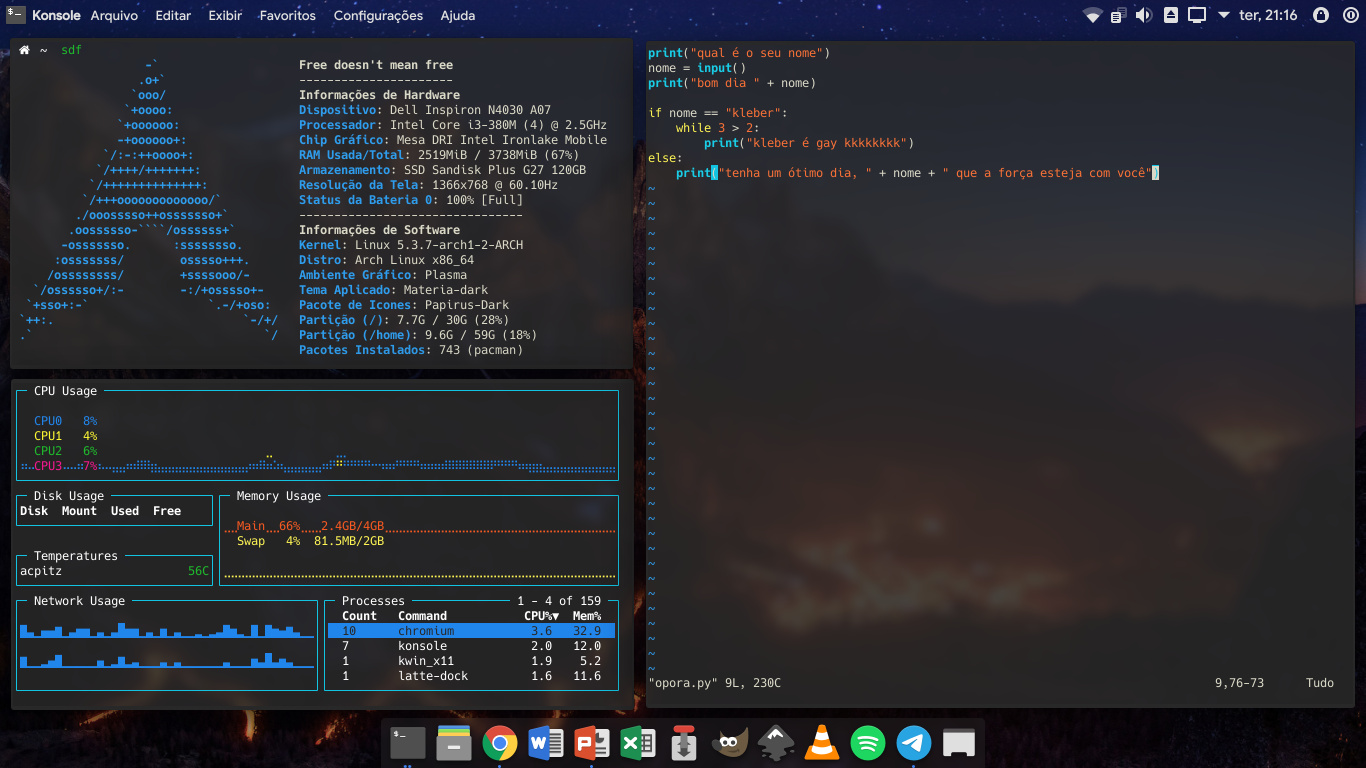 Konsole Arquivo Editar Exibir Favoritos Configurações Ajuda
ter, 21:16
~ sdf
Free doesn't mean free
----------------------
Informações de Hardware
Dispositivo: Dell Inspiron N4030 A07
Processador: Intel Core i3-380M (4) @ 2.5GHz
Chip Gráfico: Mesa DRI Intel Ironlake Mobile
RAM Usada/Total: 2519MiB / 3738MiB (67%)
Armazenamento: SSD Sandisk Plus G27 120GB
Resolução da Tela: 1366x768 @ 60.10Hz
Status da Bateria 0: 100% [Full]
--------------------------------
Informações de Software
Kernel: Linux 5.3.7-arch1-2-ARCH
Distro: Arch Linux x86_64
Ambiente Gráfico: Plasma
Tema Aplicado: Materia-dark
Pacote de Icones: Papirus-Dark
Partição (/): 7.7G / 30G (28%)
Partição (/home): 9.6G / 59G (18%)
Pacotes Instalados: 743 (pacman)
CPU Usage
CPU0 8%
CPU1 4%
CPU2 6%
CPU3 7%
Disk Usage
Disk Mount Used Free
Temperatures
acpitz 56C
Memory Usage
Main 66% 2.4GB/4GB
Swap 4% 81.5MB/2GB
Network Usage
Processes 1 - 4 of 159
Count Command CPU%▼ Mem%
10 chromium 3.6 32.9
7 konsole 2.0 12.0
1 kwin_x11 1.9 5.2
1 latte-dock 1.6 11.6
print("qual é o seu nome")
nome = input()
print("bom dia " + nome)
if nome == "kleber":
    while 3 > 2:
        print("kleber é gay kkkkkkkk")
else:
    print("tenha um ótimo dia, " + nome + " que a força esteja com você")
"opora.py" 9L, 230C 9,76-73 Tudo